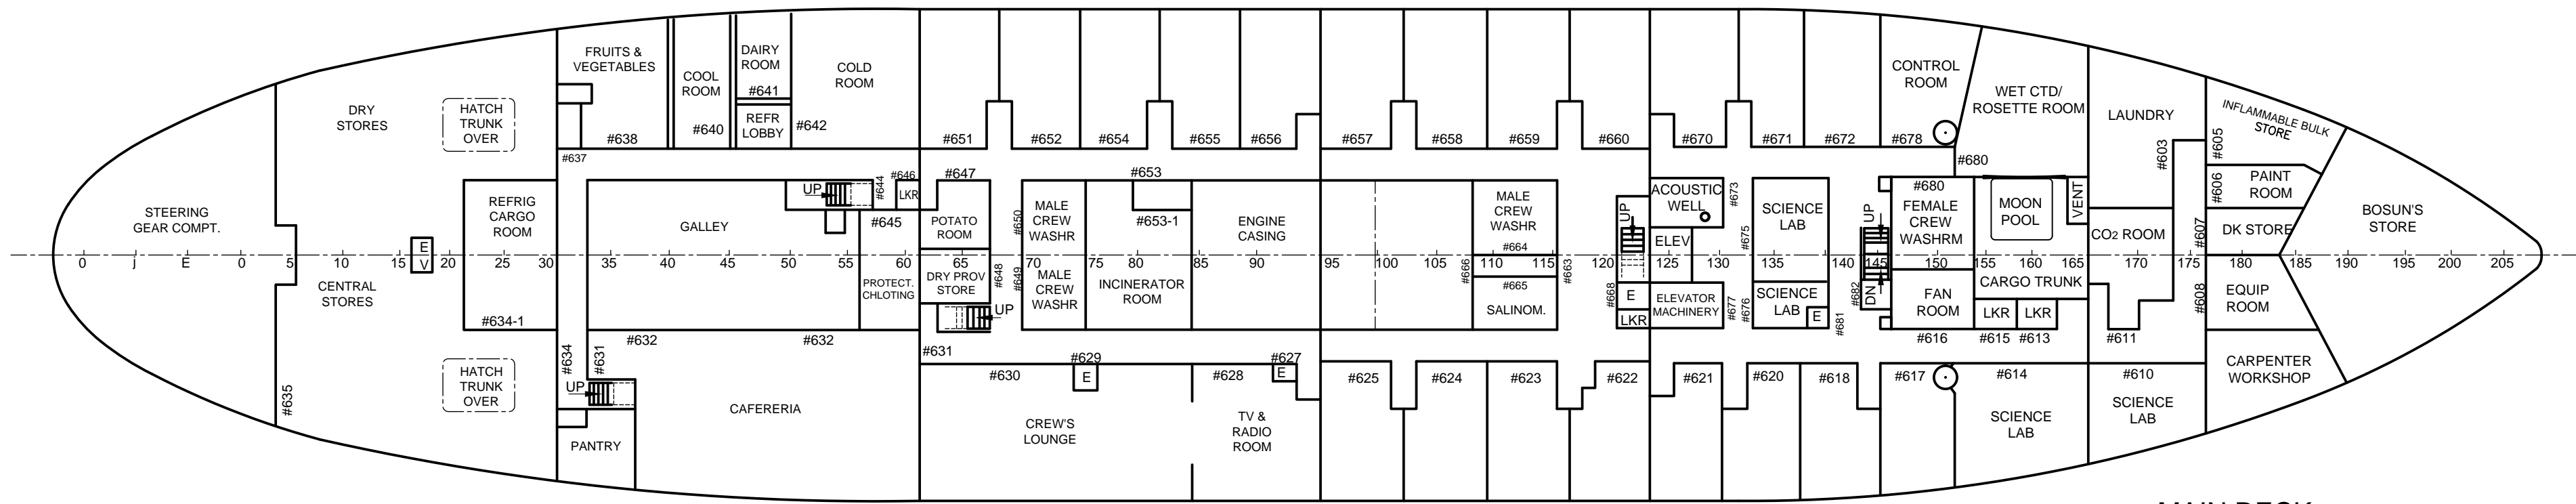 STEERING
GEAR COMPT.
#635
DRY
STORES
HATCH
TRUNK
OVER
CENTRAL
STORES
E
V
REFRIG
CARGO
ROOM
#634-1
HATCH
TRUNK
OVER
FRUITS &
VEGETABLES
#638
#637
COOL
ROOM
#640
DAIRY
ROOM
#641
REFR
LOBBY
COLD
ROOM
#642
GALLEY
UP
#644
#646
LKR
#645
PROTECT.
CHLOTING
#634
#631
#632
#632
UP
PANTRY
CAFERERIA
#651
#652
#654
#655
#656
#647
POTATO
ROOM
DRY PROV
STORE
#648
UP
#631
#650
#649
MALE
CREW
WASHR
MALE
CREW
WASHR
#653
#653-1
INCINERATOR
ROOM
ENGINE
CASING
#630
#629
E
#628
#627
E
CREW'S
LOUNGE
TV &
RADIO
ROOM
#657
#658
#659
#660
MALE
CREW
WASHR
#664
#666
#665
SALINOM.
#663
#625
#624
#623
#622
UP
#668
E
LKR
#670
#671
#672
#678
ACOUSTIC
WELL
#673
ELEV
ELEVATOR
MACHINERY
#675
#677
#676
SCIENCE
LAB
SCIENCE
LAB
E
#681
#621
#620
#618
#617
UP
#682
DN
CONTROL
ROOM
WET CTD/
ROSETTE ROOM
#680
#680
FEMALE
CREW
WASHRM
FAN
ROOM
#616
MOON
POOL
VENT
CARGO TRUNK
LKR
LKR
#615
#613
#614
SCIENCE
LAB
LAUNDRY
#603
CO2 ROOM
#611
#610
SCIENCE
LAB
#605
#606
#607
#608
INFLAMMABLE BULK
STORE
PAINT
ROOM
DK STORE
EQUIP
ROOM
CARPENTER
WORKSHOP
BOSUN'S
STORE
0 j E 0 5 10 15 20 25 30 35 40 45 50 55 60 65 70 75 80 85 90 95 100 105 110 115 120 125 130 135 140 145 150 155 160 165 170 175 180 185 190 195 200 205
MAIN DECK